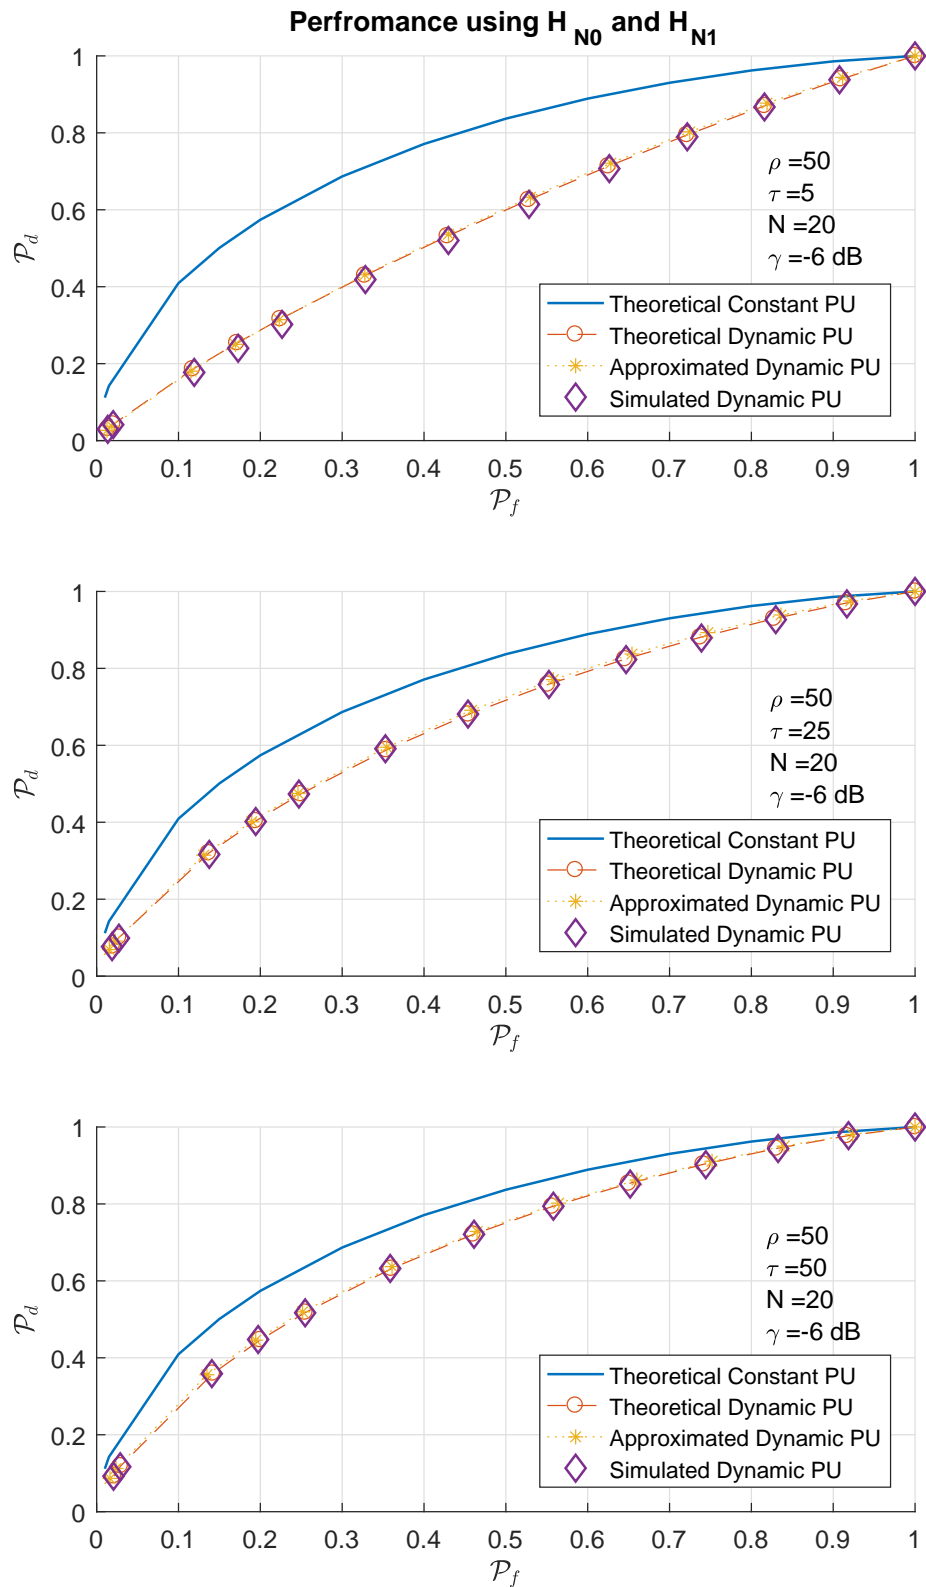 Perfromance using H N0 and H N1
1
0.8
0.6
0.4
0.2
0
𝒫d
ρ =50
τ =5
N =20
γ =-6 dB
Theoretical Constant PU
Theoretical Dynamic PU
Approximated Dynamic PU
Simulated Dynamic PU
0 0.1 0.2 0.3 0.4 0.5 0.6 0.7 0.8 0.9 1
𝒫f
1
0.8
0.6
0.4
0.2
0
𝒫d
ρ =50
τ =25
N =20
γ =-6 dB
Theoretical Constant PU
Theoretical Dynamic PU
Approximated Dynamic PU
Simulated Dynamic PU
0 0.1 0.2 0.3 0.4 0.5 0.6 0.7 0.8 0.9 1
𝒫f
1
0.8
0.6
0.4
0.2
0
𝒫d
ρ =50
τ =50
N =20
γ =-6 dB
Theoretical Constant PU
Theoretical Dynamic PU
Approximated Dynamic PU
Simulated Dynamic PU
0 0.1 0.2 0.3 0.4 0.5 0.6 0.7 0.8 0.9 1
𝒫f